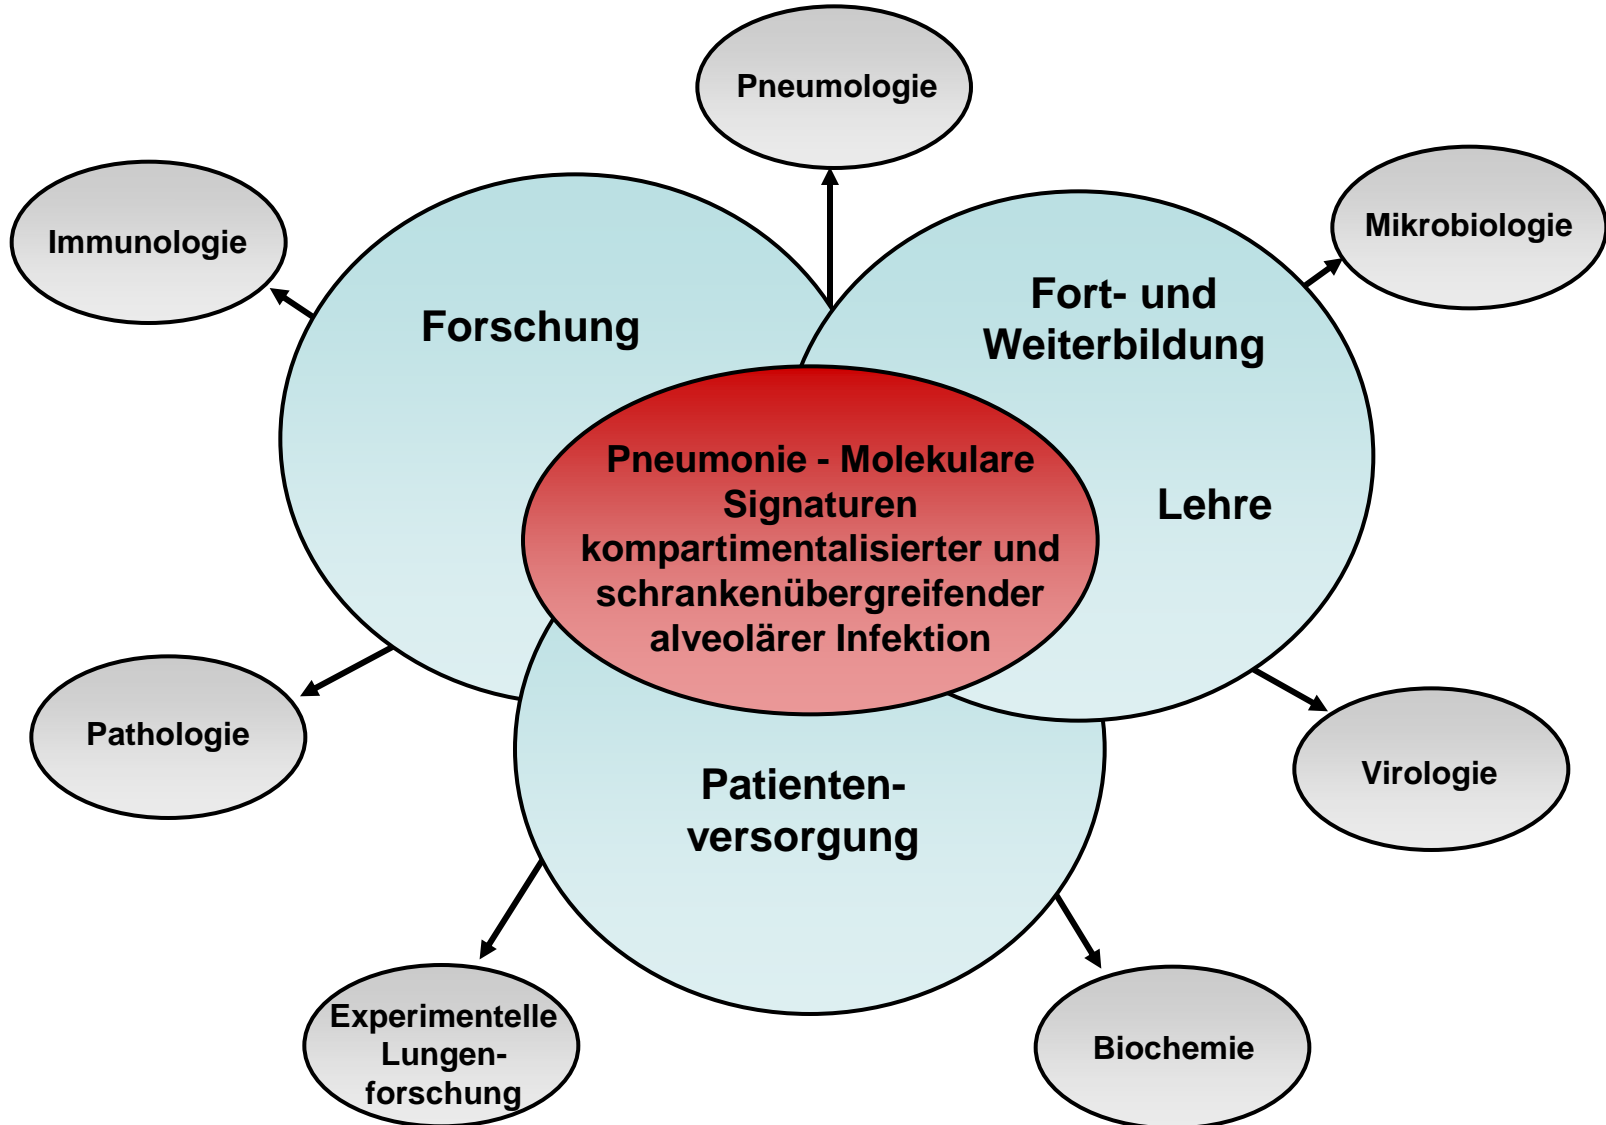 Pneumologie
Immunologie
Mikrobiologie
Forschung
Fort- und
Weiterbildung
Lehre
Pneumonie - Molekulare
Signaturen
kompartimentalisierter und
schrankenübergreifender
alveolärer Infektion
Pathologie
Virologie
Patienten-
versorgung
Experimentelle
Lungen-
forschung
Biochemie